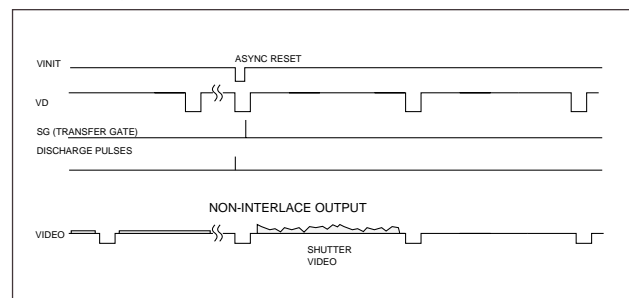 ASYNC RESET
VINIT
VD
SG (TRANSFER GATE)
DISCHARGE PULSES
NON-INTERLACE OUTPUT
VIDEO
SHUTTER
VIDEO